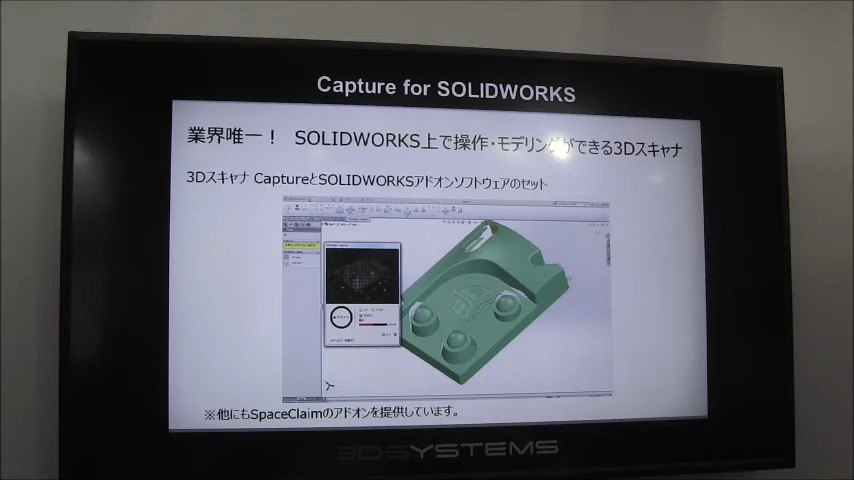 Capture for SOLIDWORKS
業界唯一！ SOLIDWORKS上で操作・モデリングができる3Dスキャナ
3Dスキャナ CaptureとSOLIDWORKSアドオンソフトウェアのセット
※他にもSpaceClaimのアドオンを提供しています。
3DSYSTEMS